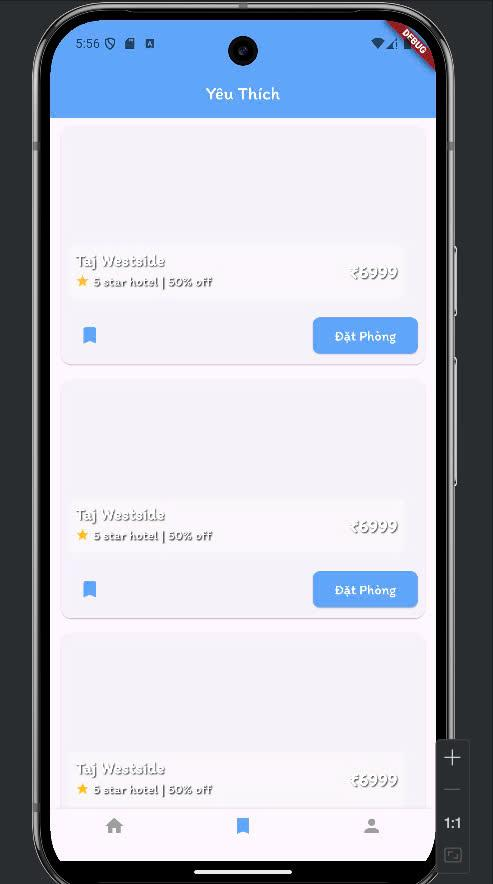 5:56
A
DEBUG
Yêu Thích
Taj Westside
5 star hotel | 50% off
₹6999
Đặt Phòng
Taj Westside
5 star hotel | 50% off
₹6999
Đặt Phòng
Taj Westside
5 star hotel | 50% off
₹6999
1:1